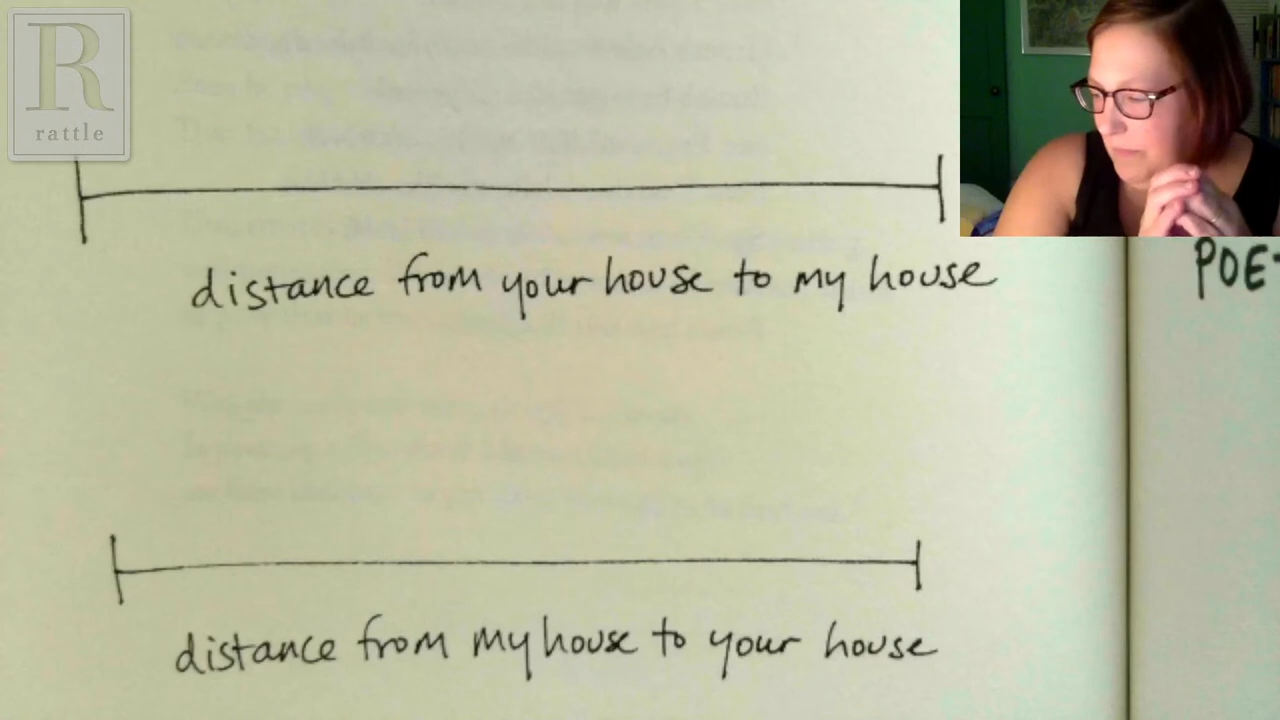 R
rattle
distance from your house to my house
POE
distance from my house to your house